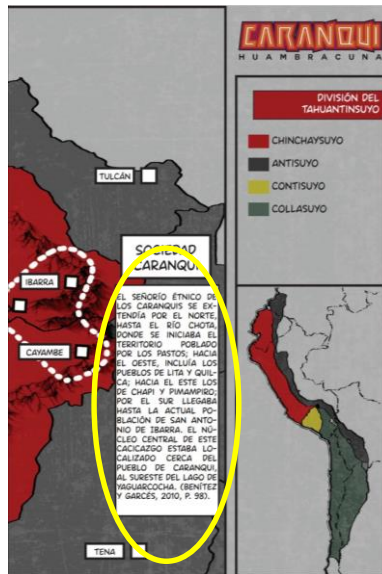 CARANQUI
HUAMBRACUNA
DIVISIÓN DEL
TAHUANTINSUYO
CHINCHAYSUYO
ANTISUYO
CONTISUYO
COLLASUYO
TULCÁN
SOCIEDAD
CARANQUI
IBARRA
CAYAMBE
EL SEÑORÍO ÉTNICO DE
LOS CARANQUIS SE EX-
TENDÍA POR EL NORTE,
HASTA EL RÍO CHOTA,
DONDE SE INICIABA EL
TERRITORIO POBLADO
POR LOS PASTOS; HACIA
EL OESTE, INCLUÍA LOS
PUEBLOS DE LITA Y QUIL-
CA; HACIA EL ESTE LOS
DE CHAPI Y PIMAMPIRO;
POR EL SUR LLEGABA
HASTA LA ACTUAL PO-
BLACIÓN DE SAN ANTO-
NIO DE IBARRA. EL NÚ-
CLEO CENTRAL DE ESTE
CACICAZGO ESTABA LO-
CALIZADO CERCA DEL
PUEBLO DE CARANQUI,
AL SURESTE DEL LAGO DE
YAGUARCOCHA. (BENÍTEZ
Y GARCÉS, 2010, P. 98).
TENA